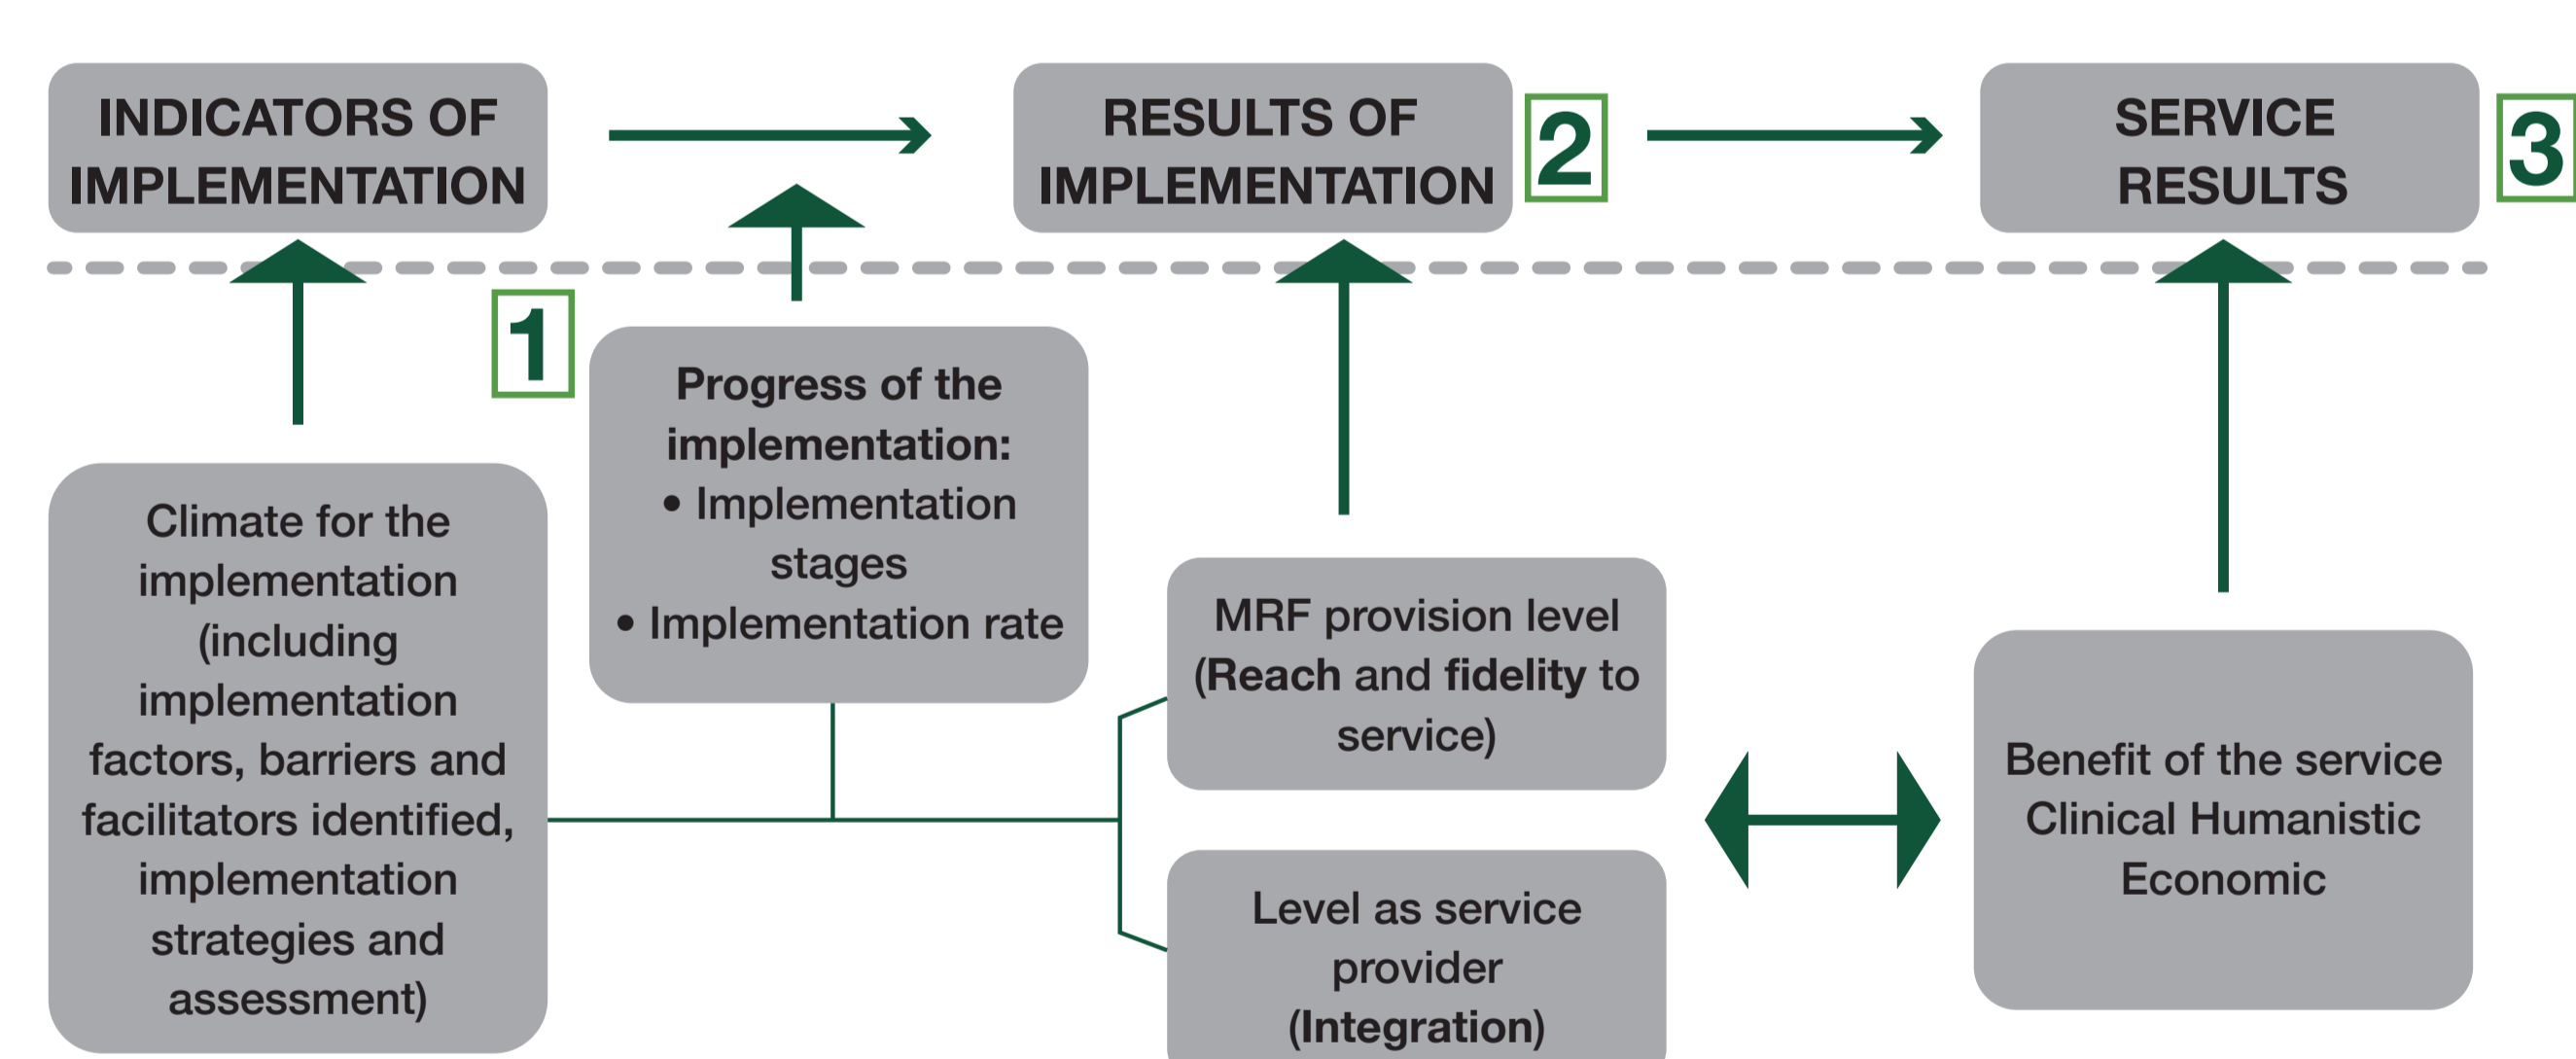 INDICATORS OF
IMPLEMENTATION
RESULTS OF
IMPLEMENTATION
2
SERVICE
RESULTS
3
1
Progress of the
implementation:
• Implementation
stages
• Implementation rate
Climate for the
implementation
(including
implementation
factors, barriers and
facilitators identified,
implementation
strategies and
assessment)
MRF provision level
(Reach and fidelity to
service)
Level as service
provider
(Integration)
Benefit of the service
Clinical Humanistic
Economic